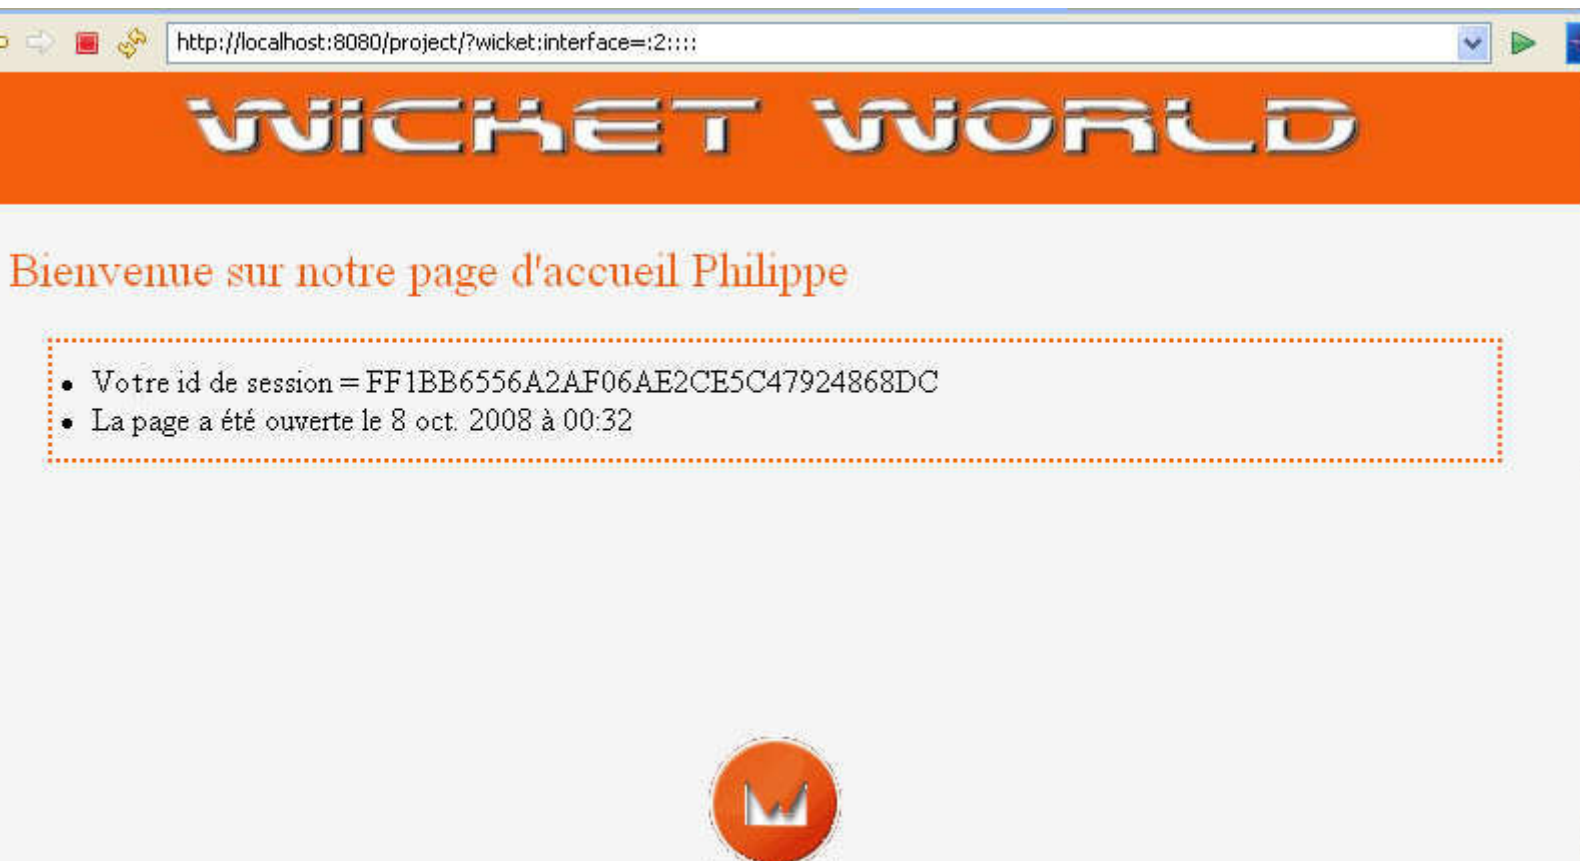 http://localhost:8080/project/?wicket:interface=:2::::
WICKET WORLD
Bienvenue sur notre page d'accueil Philippe
Votre id de session = FF1BB6556A2AF06AE2CE5C47924868DC
La page a été ouverte le 8 oct. 2008 à 00:32